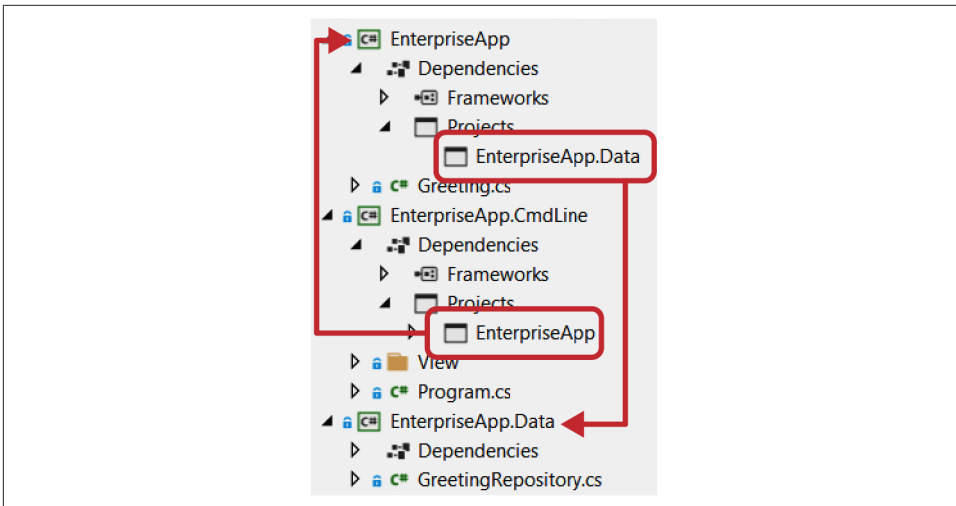 C# EnterpriseApp
Dependencies
Frameworks
Projects
EnterpriseApp.Data
C# Greeting.cs
C# EnterpriseApp.CmdLine
Dependencies
Frameworks
Projects
EnterpriseApp
View
C# Program.cs
C# EnterpriseApp.Data
Dependencies
C# GreetingRepository.cs